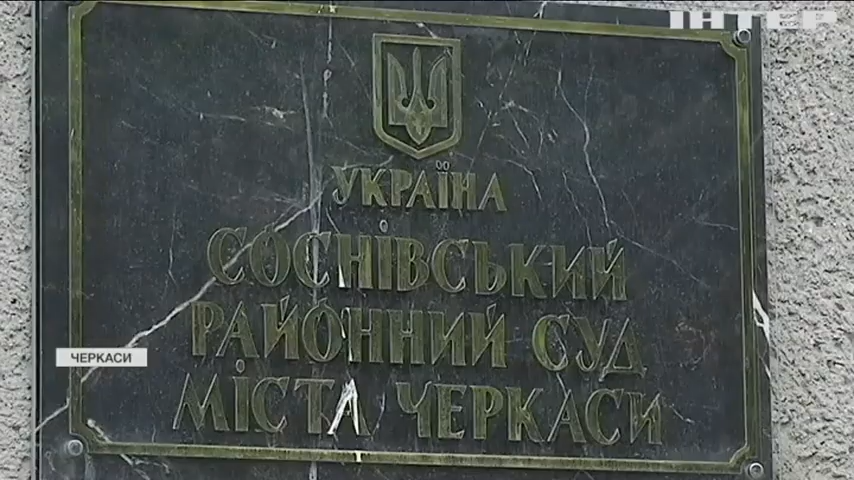 ІНТЕР
УКРАЇНА
СОСНІВСЬКИЙ
РАЙОННИЙ СУД
МІСТА ЧЕРКАСИ
ЧЕРКАСИ